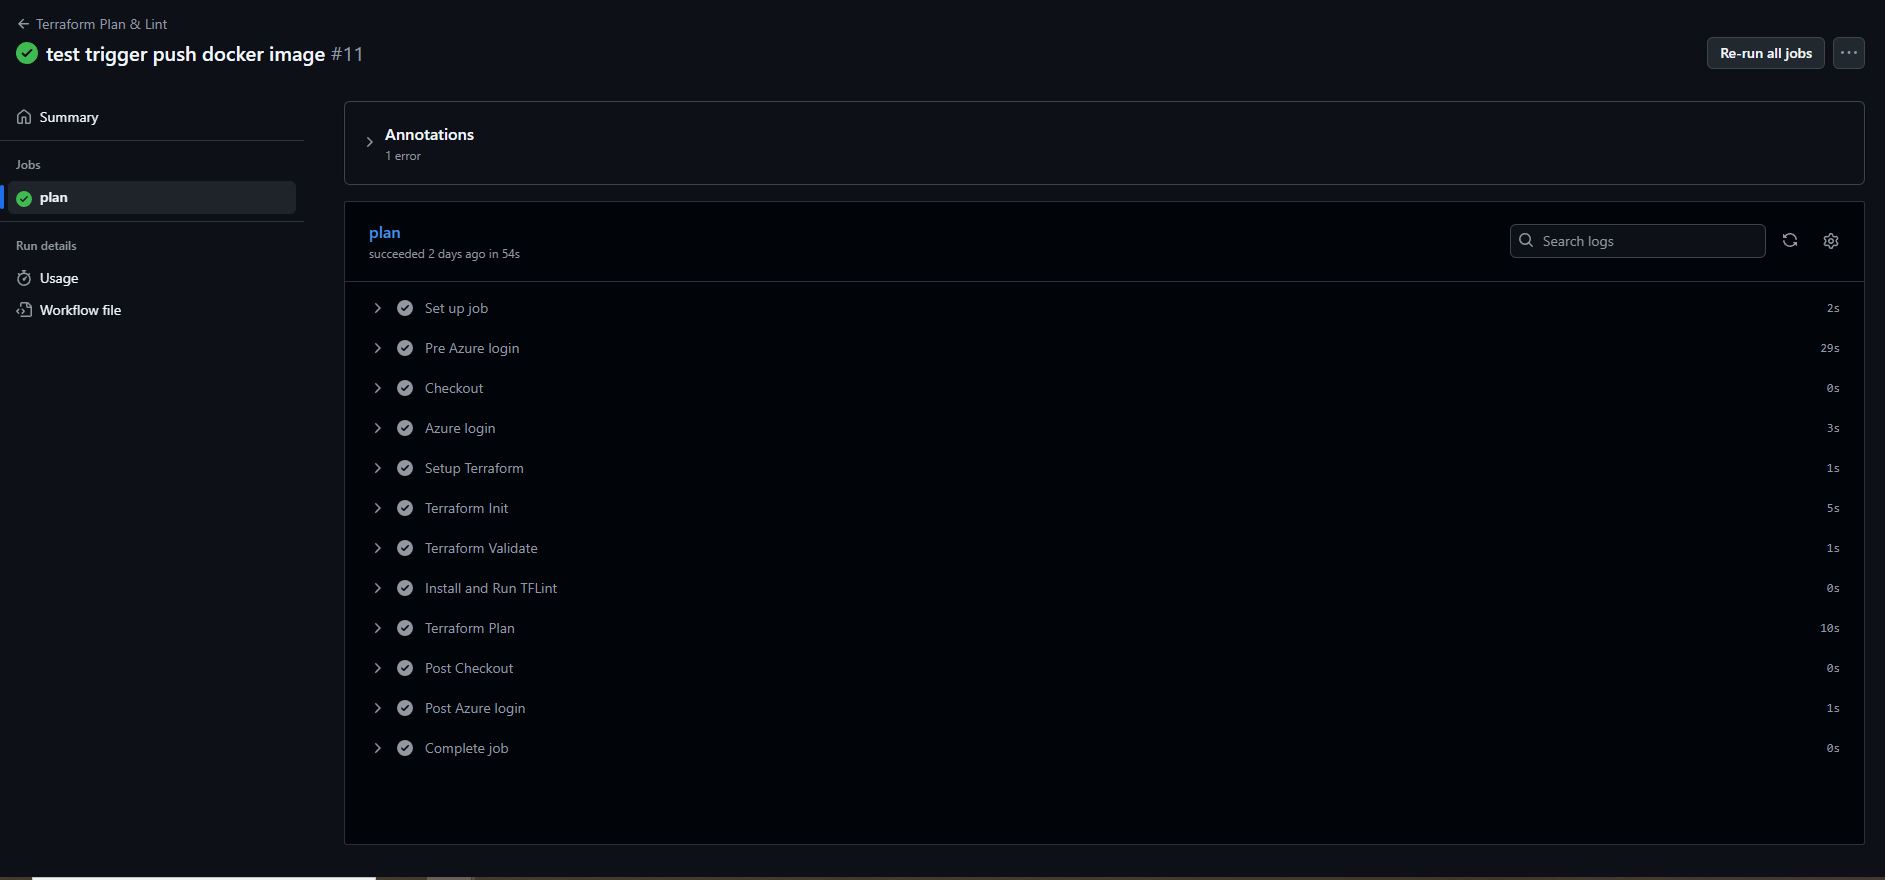 Terraform Plan & Lint
test trigger push docker image #11
Re-run all jobs
Summary
Jobs
plan
Run details
Usage
Workflow file
Annotations
1 error
plan
succeeded 2 days ago in 54s
Search logs
Set up job 2s
Pre Azure login 29s
Checkout 0s
Azure login 3s
Setup Terraform 1s
Terraform Init 5s
Terraform Validate 1s
Install and Run TFLint 0s
Terraform Plan 10s
Post Checkout 0s
Post Azure login 1s
Complete job 0s